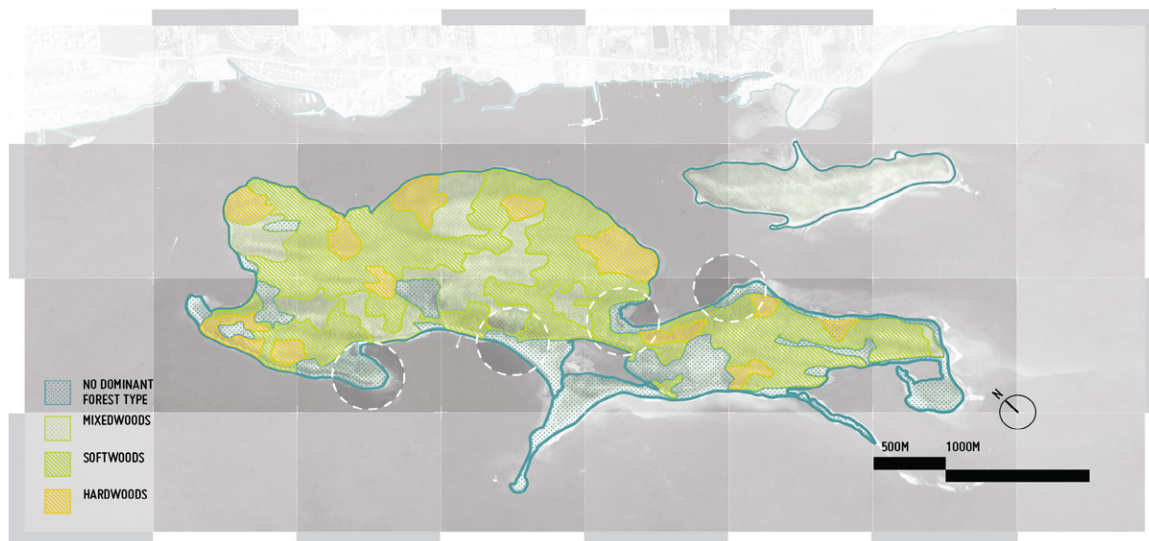 NO DOMINANT
FOREST TYPE
MIXEDWOODS
SOFTWOODS
HARDWOODS
N
500M 1000M